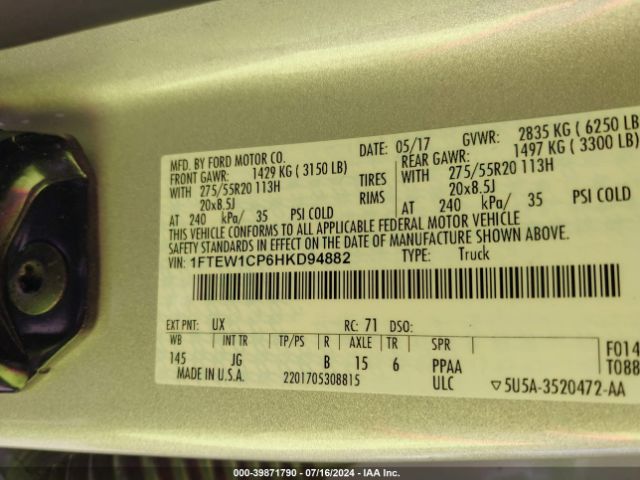 MFD. BY FORD MOTOR CO.
DATE: 05/17 GVWR: 2835 KG ( 6250 LB
FRONT GAWR: 1429 KG ( 3150 LB) REAR GAWR: 1497 KG ( 3300 LB)
WITH 275/55R20 113H TIRES WITH 275/55R20 113H
20x8.5J RIMS 20x8.5J
AT 240 kPa/ 35 PSI COLD AT 240 kPa/ 35 PSI COLD
THIS VEHICLE CONFORMS TO ALL APPLICABLE FEDERAL MOTOR VEHICLE
SAFETY STANDARDS IN EFFECT ON THE DATE OF MANUFACTURE SHOWN ABOVE.
VIN: 1FTEW1CP6HKD94882 TYPE: Truck
EXT PNT: UX RC: 71 DSO:
WB INT TR TP/PS R AXLE TR SPR
145 JG B 15 6 PPAA
F014
T088
MADE IN U.S.A. 2201705308815 ULC ▽5U5A-3520472-AA
000-39871790 - 07/16/2024 - IAA Inc.